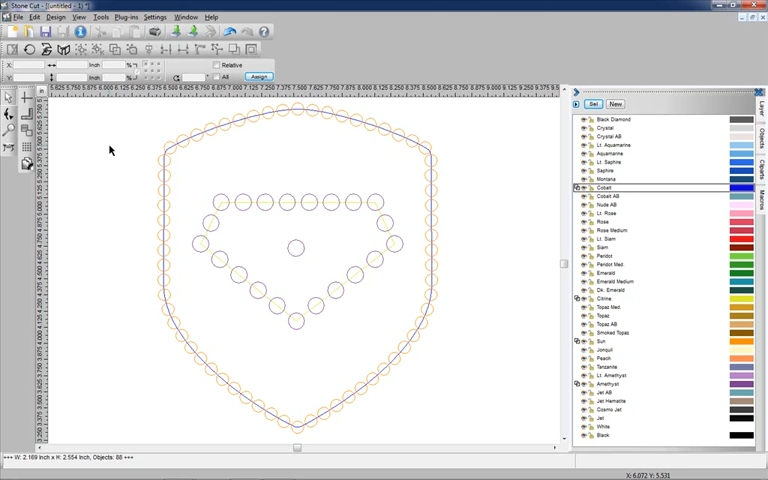 Stone Cut - [(untitled - 1) *]
File Edit Design View Tools Plug-ins Settings Window Help
X: Inch % Relative
Y: Inch % All Assign
Sel New
Layer
Objects
Cliparts
Macros
Black Diamond
Crystal
Crystal AB
Lt. Aquamarine
Aquamarine
Lt. Saphire
Saphire
Montana
Cobalt
Cobalt AB
Nude AB
Lt. Rose
Rose
Rose Medium
Lt. Siam
Siam
Peridot
Peridot Med.
Emerald
Emerald Medium
Dk. Emerald
Citrine
Topaz Med.
Topaz
Topaz AB
Smoked Topaz
Sun
Jonquil
Peach
Tanzanite
Lt. Amethyst
Amethyst
Jet AB
Jet Hematite
Cosmo Jet
Jet
White
Black
+++ W: 2.169 Inch x H: 2.554 Inch, Objects: 88 +++
X: 6.072 Y: 5.531